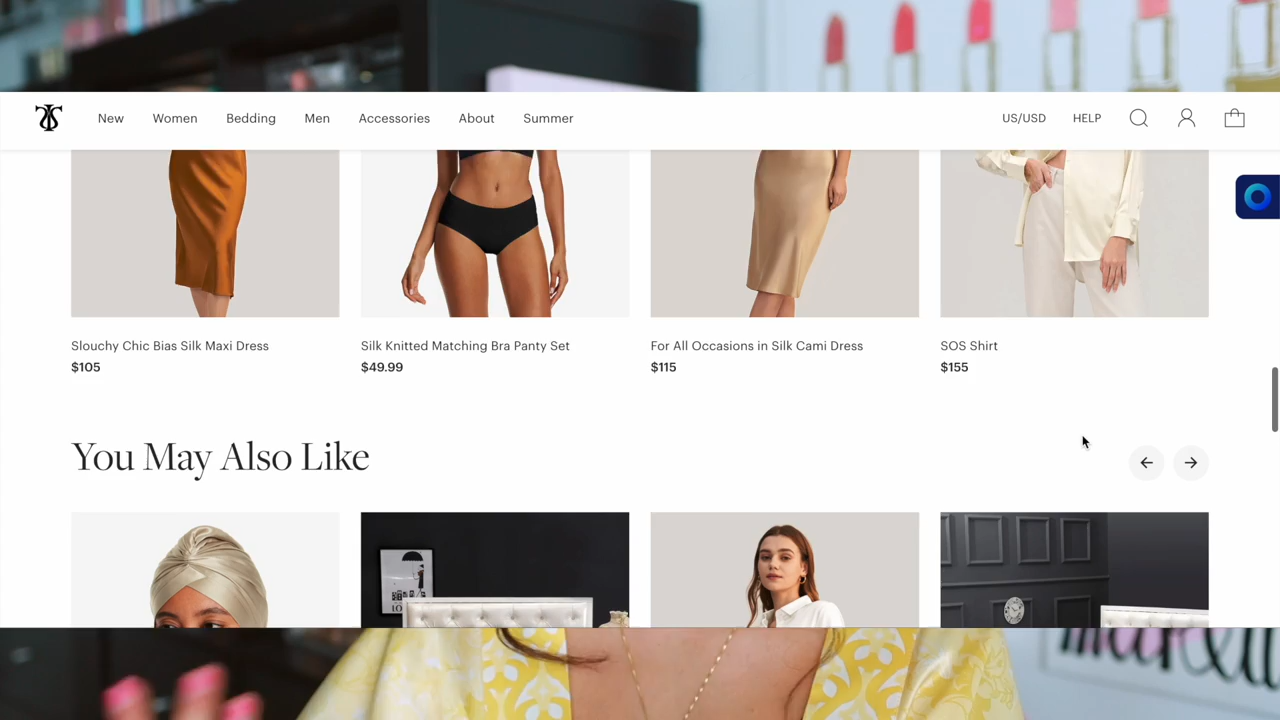 New Women Bedding Men Accessories About Summer US/USD HELP
Slouchy Chic Bias Silk Maxi Dress Silk Knitted Matching Bra Panty Set For All Occasions in Silk Cami Dress SOS Shirt
$105 $49.99 $115 $155
You May Also Like